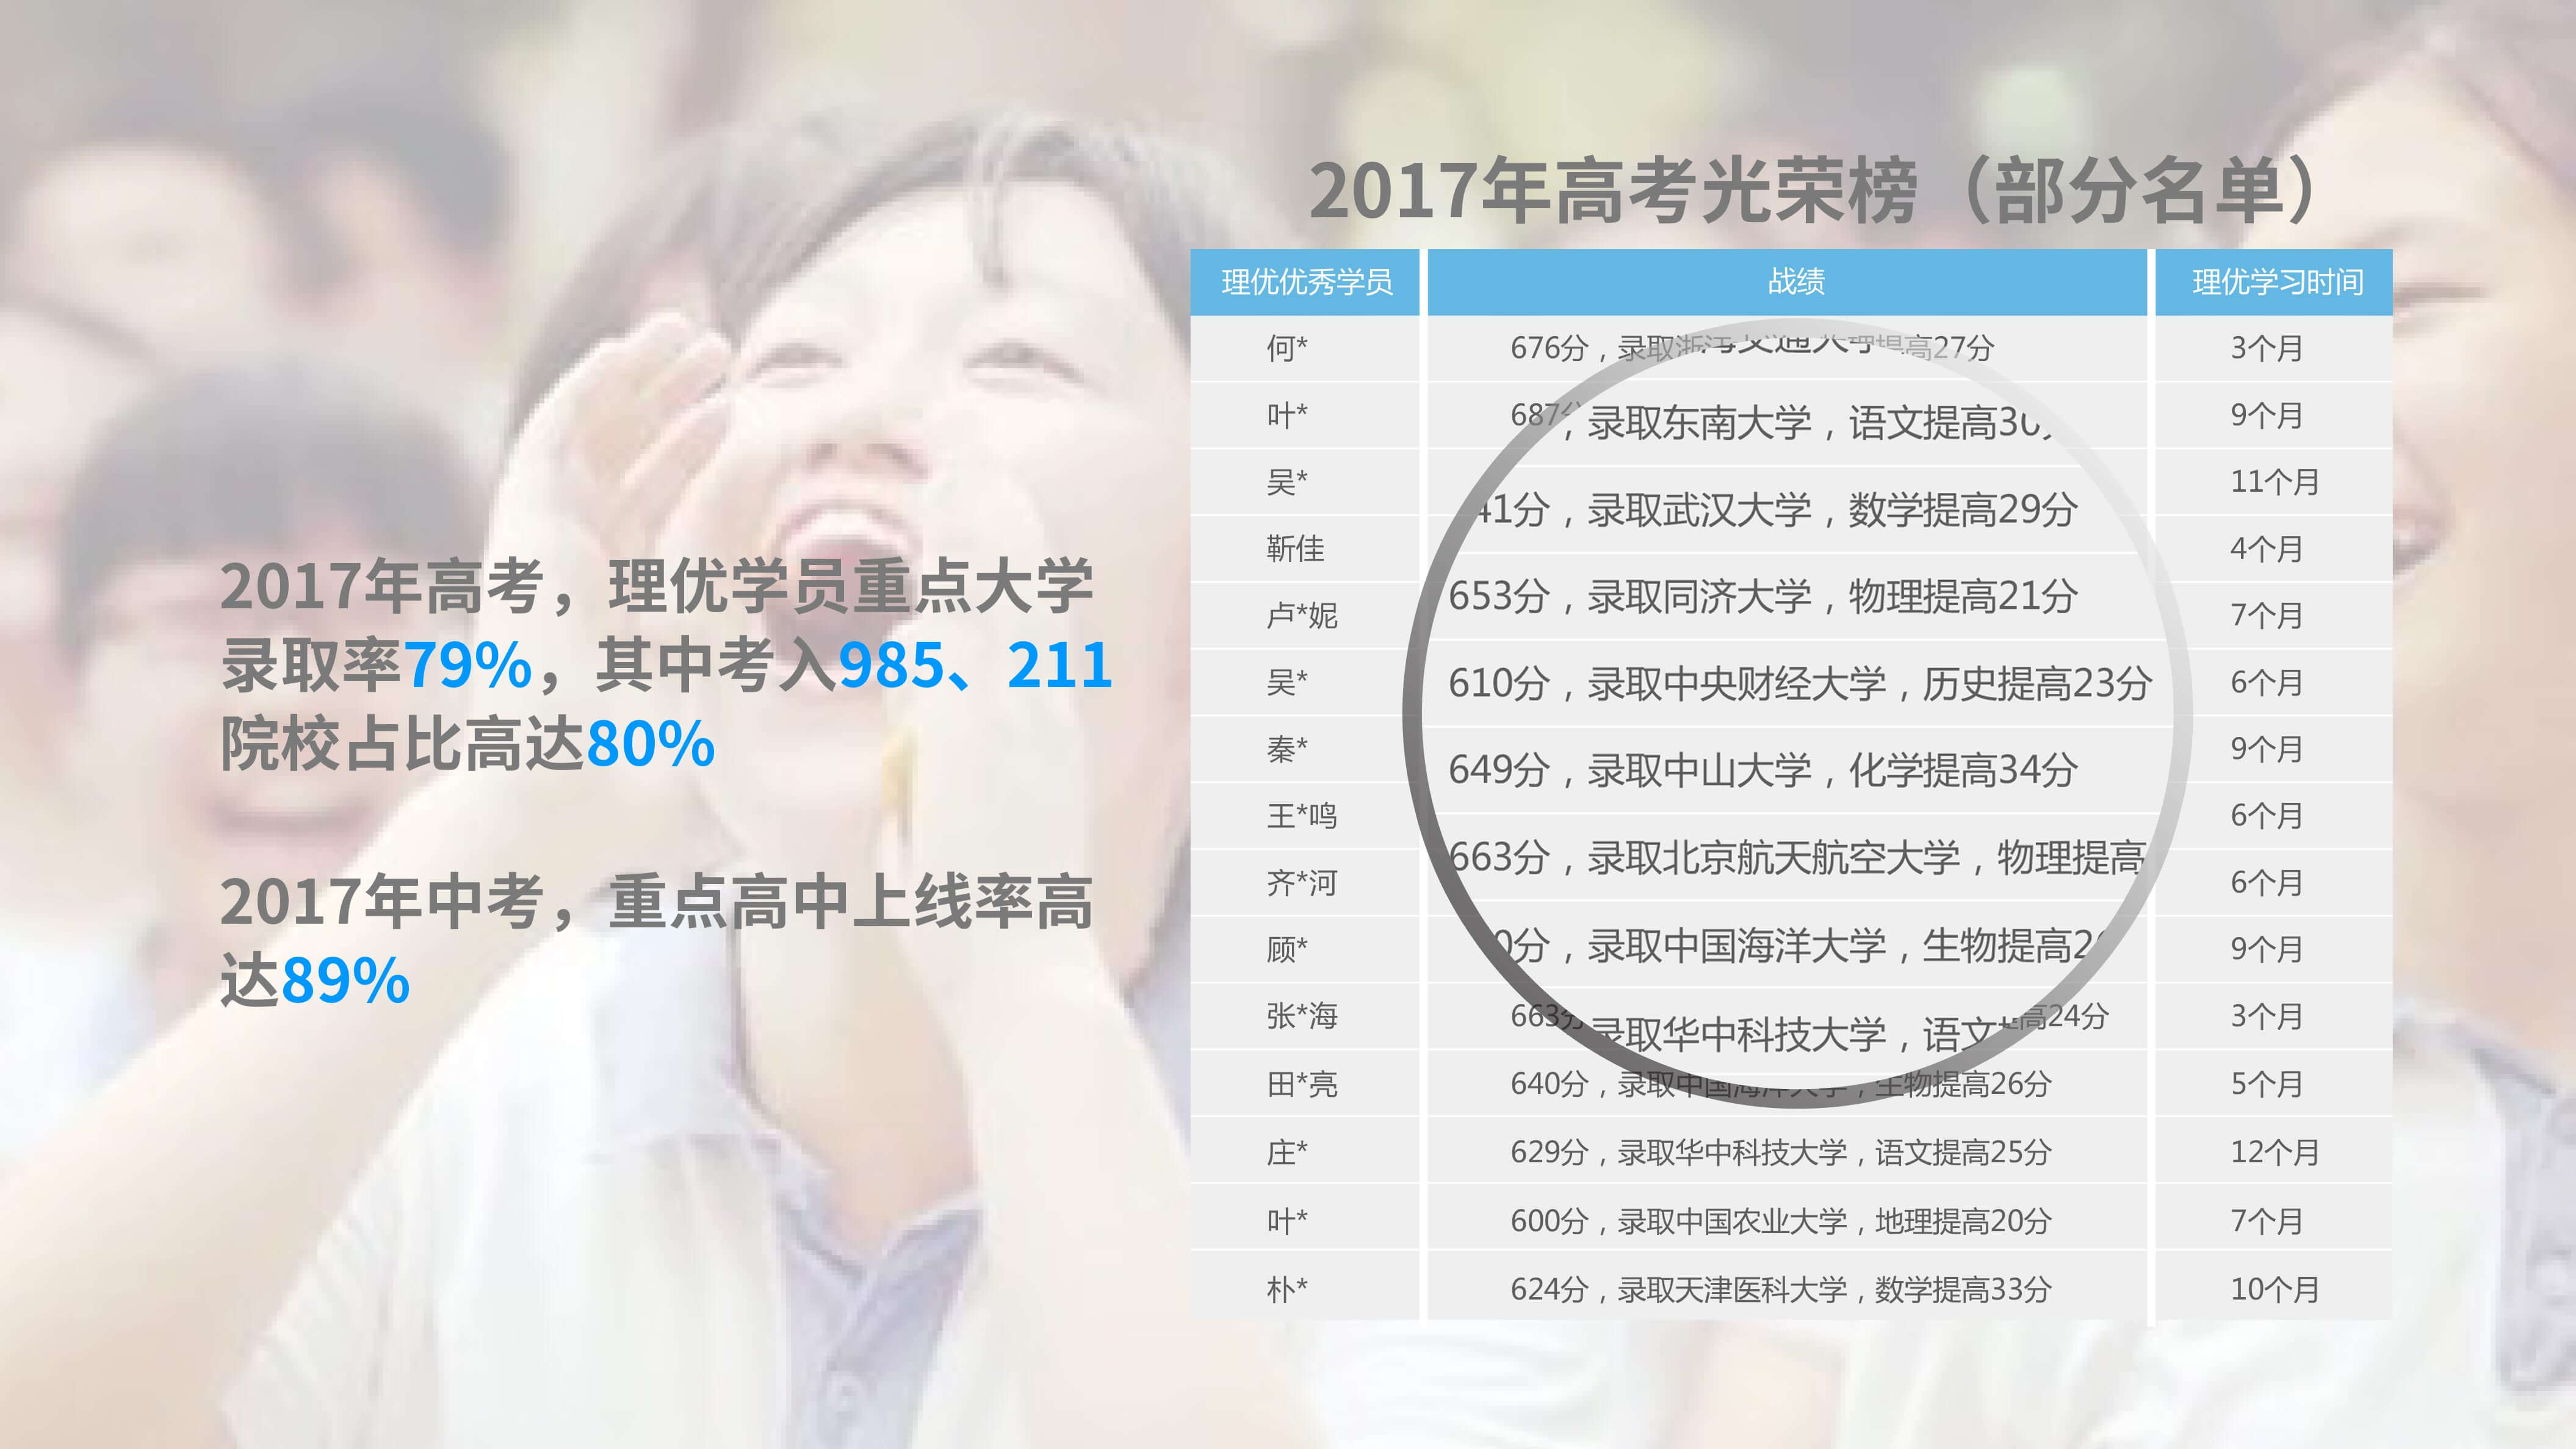 2017年高考光荣榜（部分名单）
理优优秀学员 战绩 理优学习时间
何* 676分，录取 提高27分 3个月
叶* 687 ，录取东南大学，语文提高 9个月
吴* 1分，录取武汉大学，数学提高29分 11个月
靳佳 653分，录取同济大学，物理提高21分 4个月
卢*妮 7个月
吴* 610分，录取中央财经大学，历史提高23分 6个月
秦* 649分，录取中山大学，化学提高34分 9个月
王*鸣 6个月
齐*河 663分，录取北京航天航空大学，物理提高 6个月
顾* 0分，录取中国海洋大学，生物提高2 9个月
张*海 663分 录取华中科技大学，语文 高24分 3个月
田*亮 640分，录取中国海洋大学，生物提高26分 5个月
庄* 629分，录取华中科技大学，语文提高25分 12个月
叶* 600分，录取中国农业大学，地理提高20分 7个月
朴* 624分，录取天津医科大学，数学提高33分 10个月
2017年高考，理优学员重点大学
录取率79%，其中考入985、211
院校占比高达80%
2017年中考，重点高中上线率高
达89%